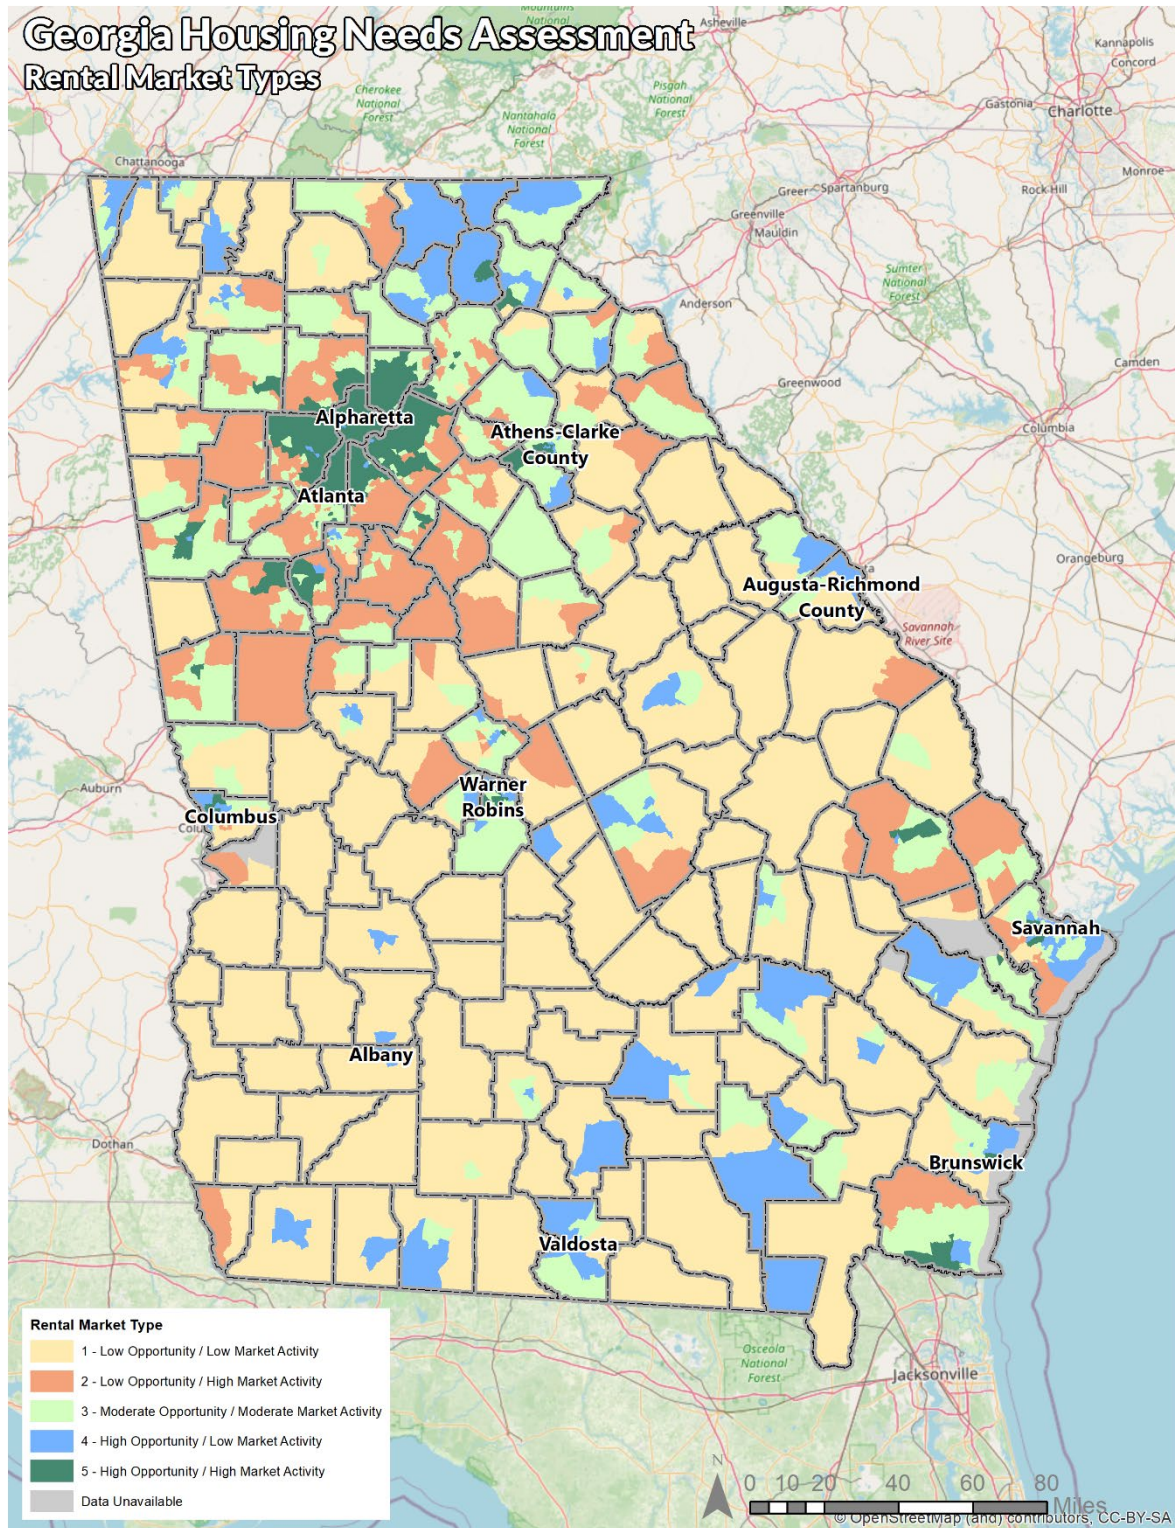 Mountains
National
Asheville
Georgia Housing Needs Assessment
Rental Market Types
Kannapolis
Concord
Cherokee
National
Forest
Pisgah
National
Forest
Nantahala
National
Forest
Gastonia
Charlotte
Chattanooga
Monroe
Greer
Spartanburg
Rock Hill
Greenville
Mauldin
Sumter
National
Forest
Anderson
Camden
Greenwood
Columbia
Alpharetta
Athens-Clarke
County
Atlanta
Orangeburg
Augusta-Richmond
County
Savannah
River Site
Auburn
Warner
Robins
Columbus
Savannah
Albany
Dothan
Brunswick
Valdosta
Osceola
National
Forest
Jacksonville
Rental Market Type
1 - Low Opportunity / Low Market Activity
2 - Low Opportunity / High Market Activity
3 - Moderate Opportunity / Moderate Market Activity
4 - High Opportunity / Low Market Activity
5 - High Opportunity / High Market Activity
Data Unavailable
N
0 10 20 40 60 80
Miles
© OpenStreetMap (and) contributors, CC-BY-SA